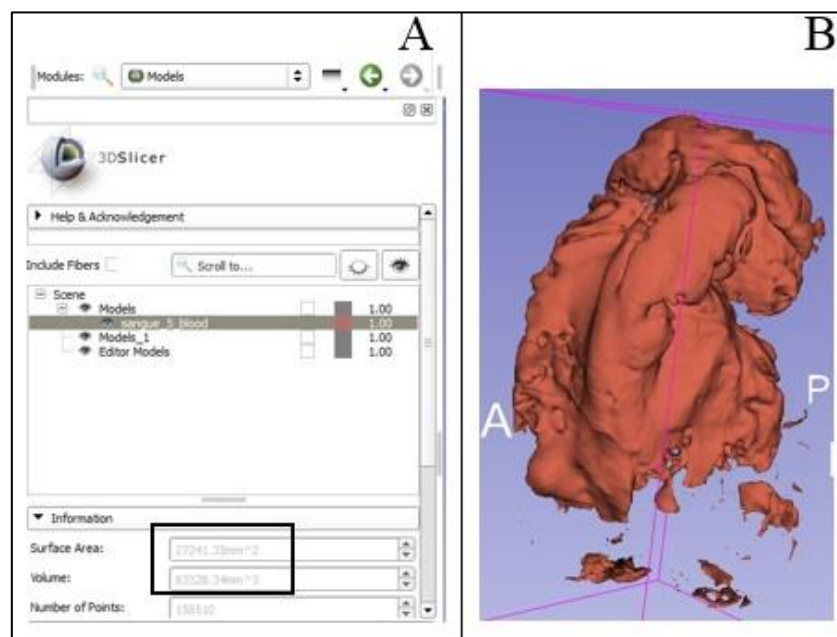 A
Modules: Models
3DSlicer
Help & Acknowledgement
Include Fibers Scroll to...
Scene
Models 1.00
sangue_5_blood 1.00
Models_1 1.00
Editor Models 1.00
Information
Surface Area: 27241.33mm^2
Volume: 83328.34mm^3
Number of Points: 158510
B
A
P